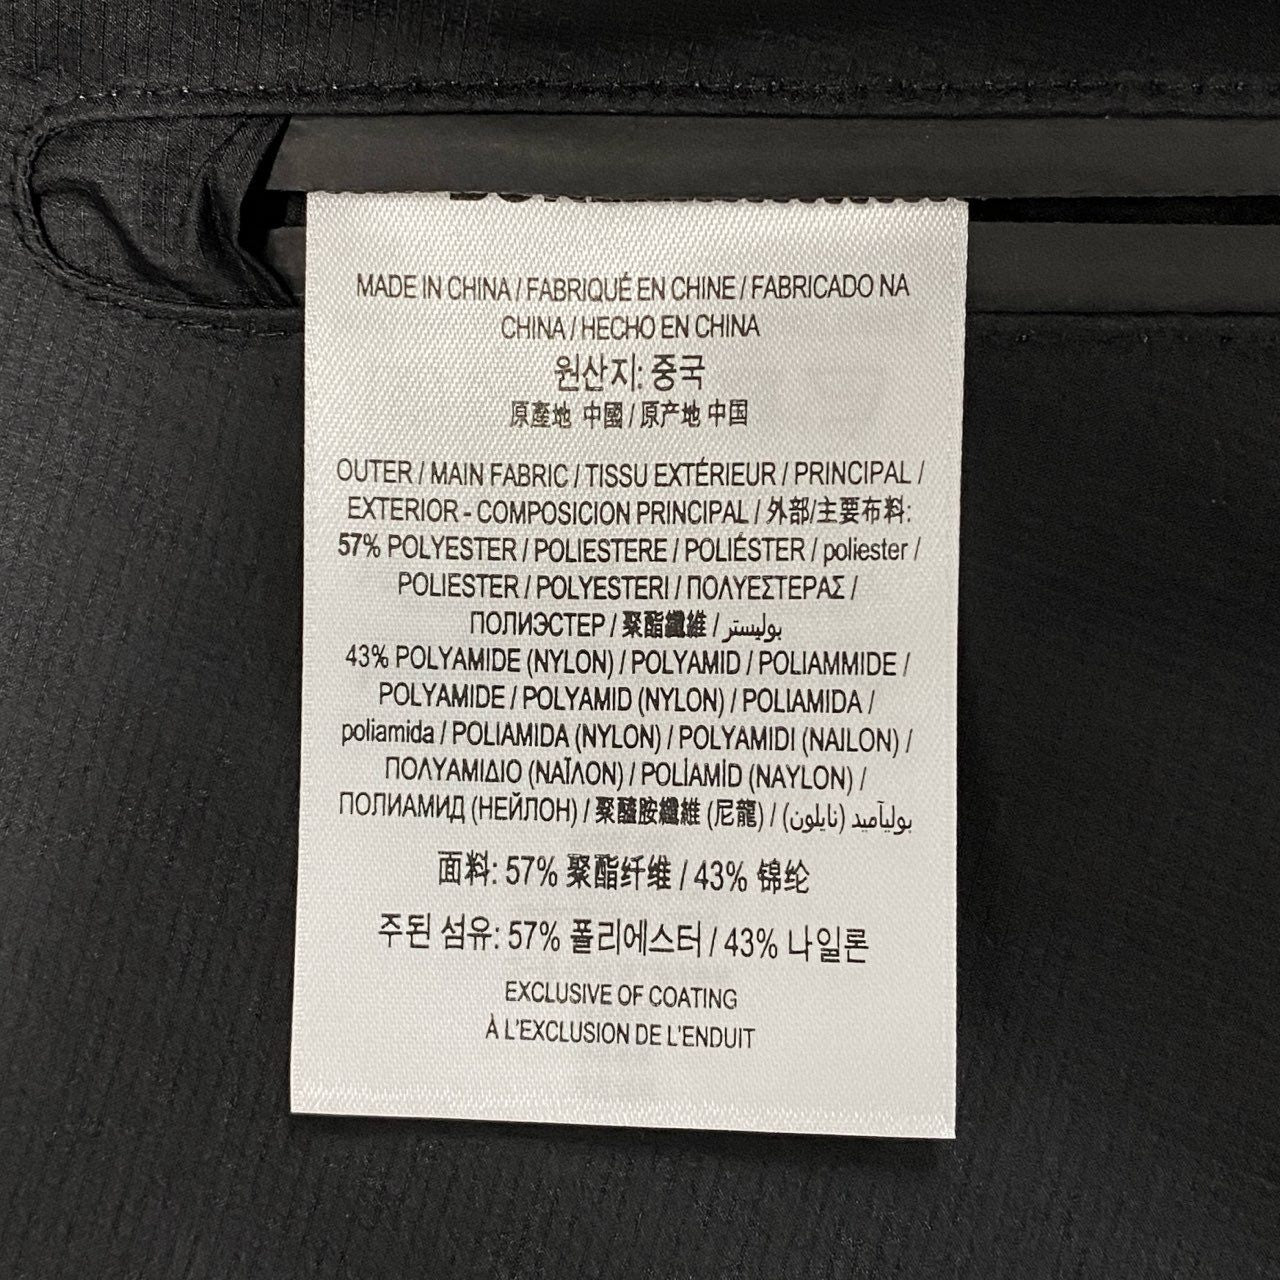 MADE IN CHINA / FABRIQUÉ EN CHINE / FABRICADO NA
CHINA / HECHO EN CHINA
원산지: 중국
原產地 中國 / 原产地 中国
OUTER / MAIN FABRIC / TISSU EXTÉRIEUR / PRINCIPAL /
EXTERIOR - COMPOSICION PRINCIPAL / 外部/主要布料:
57% POLYESTER / POLIESTERE / POLIÉSTER / poliester /
POLIESTER / POLYESTERI / ΠΟΛΥΕΣΤΕΡΑΣ /
ПОЛИЭСТЕР / 聚酯纖維 / بوليستر
43% POLYAMIDE (NYLON) / POLYAMID / POLIAMMIDE /
POLYAMIDE / POLYAMID (NYLON) / POLIAMIDA /
poliamida / POLIAMIDA (NYLON) / POLYAMIDI (NAILON) /
ΠΟΛΥΑΜΙΔΙΟ (ΝΑΪΛΟΝ) / POLİAMİD (NAYLON) /
ПОЛИАМИД (НЕЙЛОН) / 聚醯胺纖維 (尼龍) / بوليآميد (نايلون)
面料: 57% 聚酯纤维 / 43% 锦纶
주된 섬유: 57% 폴리에스터 / 43% 나일론
EXCLUSIVE OF COATING
À L'EXCLUSION DE L'ENDUIT